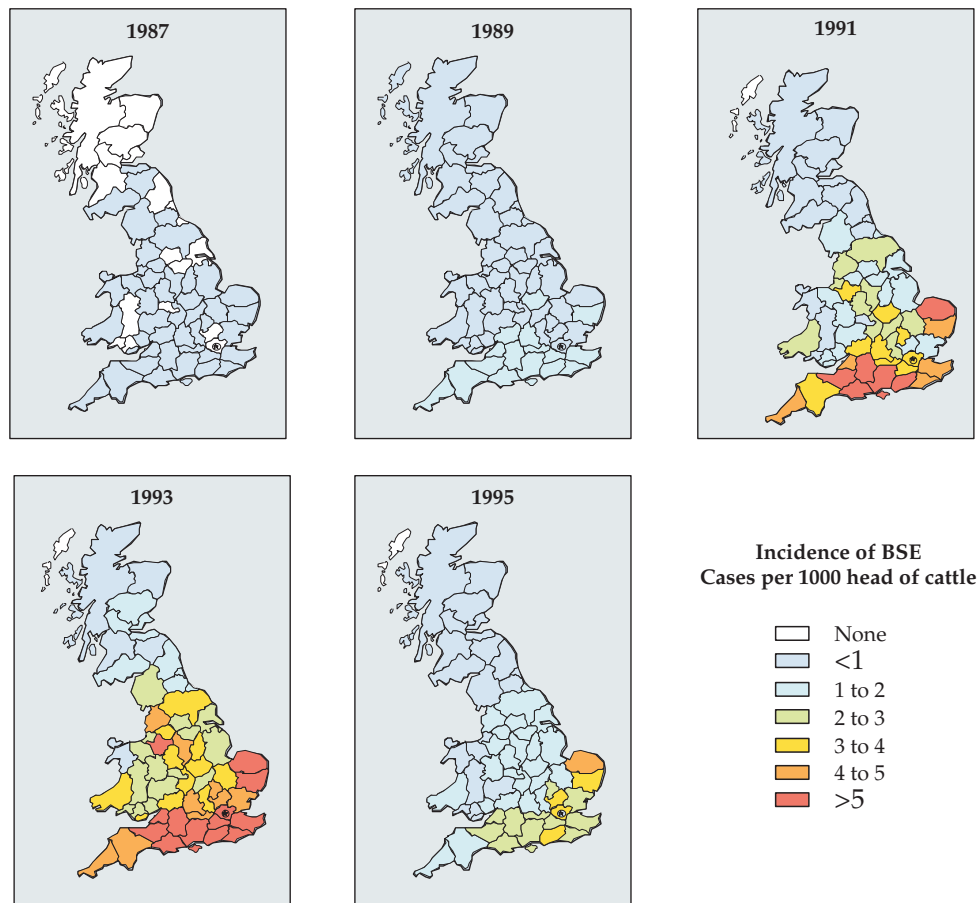 1987
1989
1991
1993
1995
Incidence of BSE
Cases per 1000 head of cattle
None
<1
1 to 2
2 to 3
3 to 4
4 to 5
>5